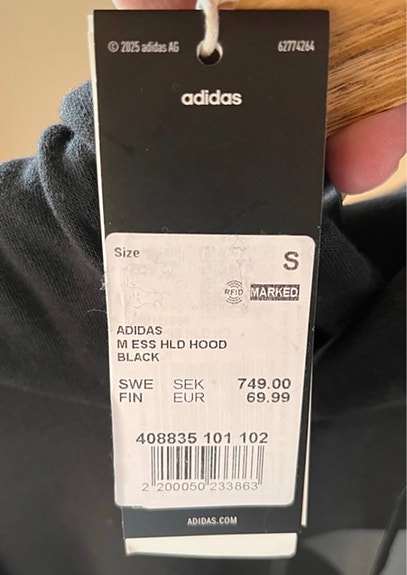 © 2025 adidas AG 62774264
adidas
Size S
RFID MARKED
ADIDAS
M ESS HLD HOOD
BLACK
SWE SEK 749.00
FIN EUR 69.99
408835 101 102
2 200050 233863
ADIDAS.COM